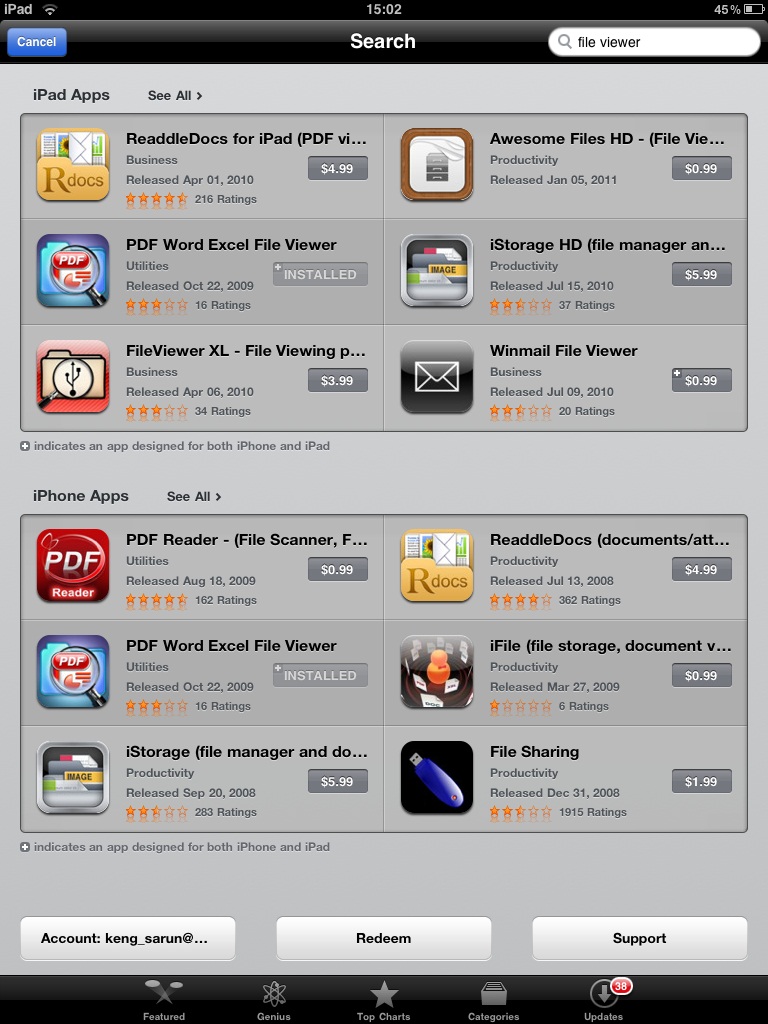 iPad
15:02
45%
Cancel
Search
file viewer
iPad Apps
See All ›
ReaddleDocs for iPad (PDF vi...
Business
$4.99
Released Apr 01, 2010
216 Ratings
Rdocs
Awesome Files HD - (File Vie...
Productivity
$0.99
Released Jan 05, 2011
PDF Word Excel File Viewer
Utilities
INSTALLED
Released Oct 22, 2009
16 Ratings
PDF
iStorage HD (file manager an...
Productivity
$5.99
Released Jul 15, 2010
37 Ratings
IMAGE
FileViewer XL - File Viewing p...
Business
$3.99
Released Apr 06, 2010
34 Ratings
Winmail File Viewer
Business
$0.99
Released Jul 09, 2010
20 Ratings
indicates an app designed for both iPhone and iPad
iPhone Apps
See All ›
PDF Reader - (File Scanner, F...
Utilities
$0.99
Released Aug 18, 2009
162 Ratings
PDF
Reader
ReaddleDocs (documents/att...
Productivity
$4.99
Released Jul 13, 2008
362 Ratings
Rdocs
PDF Word Excel File Viewer
Utilities
INSTALLED
Released Oct 22, 2009
16 Ratings
PDF
iFile (file storage, document v...
Productivity
$0.99
Released Mar 27, 2009
6 Ratings
iStorage (file manager and do...
Productivity
$5.99
Released Sep 20, 2008
283 Ratings
IMAGE
File Sharing
Productivity
$1.99
Released Dec 31, 2008
1915 Ratings
indicates an app designed for both iPhone and iPad
Account: keng_sarun@...
Redeem
Support
38
Featured
Genius
Top Charts
Categories
Updates